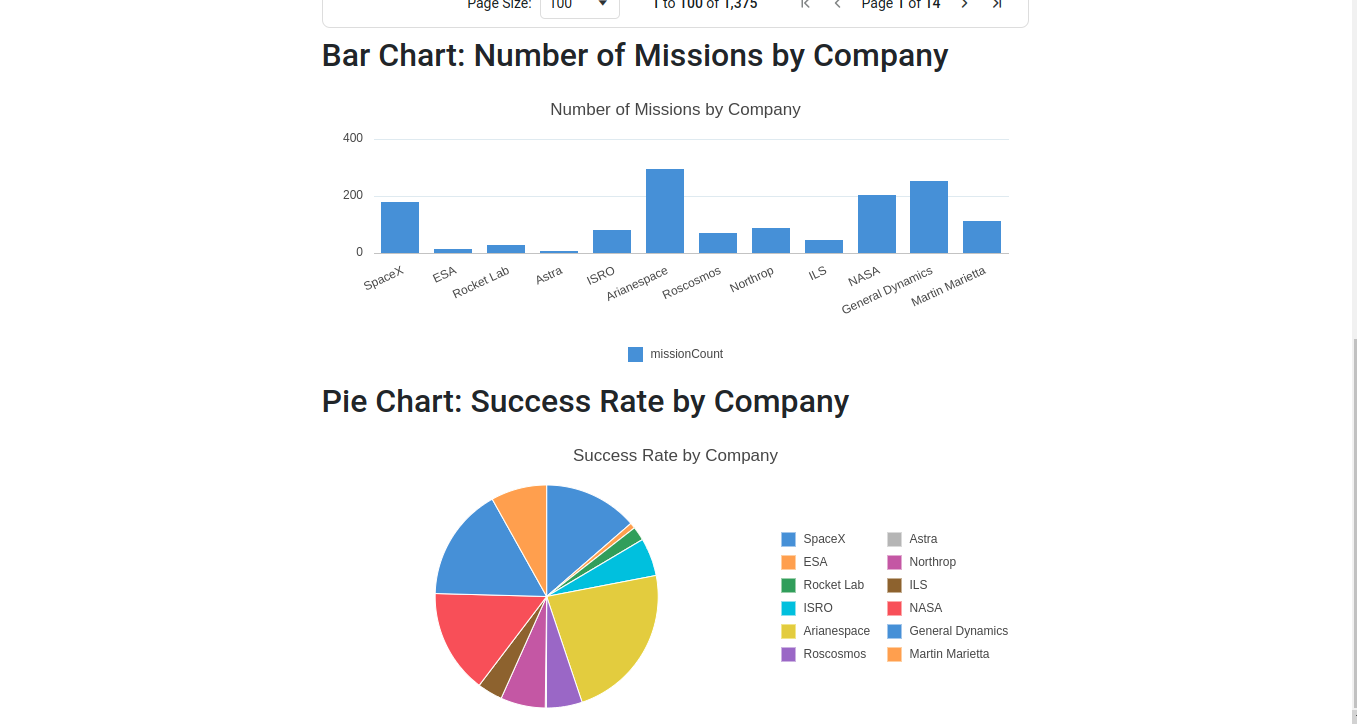 Page Size: 100 1 to 100 of 1,375 Page 1 of 14
Bar Chart: Number of Missions by Company
Number of Missions by Company
400
200
0
SpaceX
ESA
Rocket Lab
Astra
ISRO
Arianespace
Roscosmos
Northrop
ILS
NASA
General Dynamics
Martin Marietta
missionCount
Pie Chart: Success Rate by Company
Success Rate by Company
SpaceX Astra
ESA Northrop
Rocket Lab ILS
ISRO NASA
Arianespace General Dynamics
Roscosmos Martin Marietta